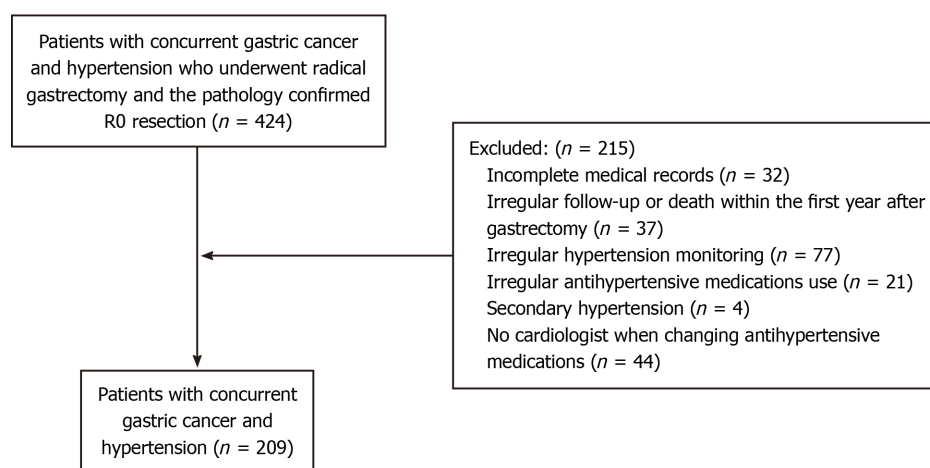 Patients with concurrent gastric cancer
and hypertension who underwent radical
gastrectomy and the pathology confirmed
R0 resection (n = 424)
Excluded: (n = 215)
Incomplete medical records (n = 32)
Irregular follow-up or death within the first year after
gastrectomy (n = 37)
Irregular hypertension monitoring (n = 77)
Irregular antihypertensive medications use (n = 21)
Secondary hypertension (n = 4)
No cardiologist when changing antihypertensive
medications (n = 44)
Patients with concurrent
gastric cancer and
hypertension (n = 209)